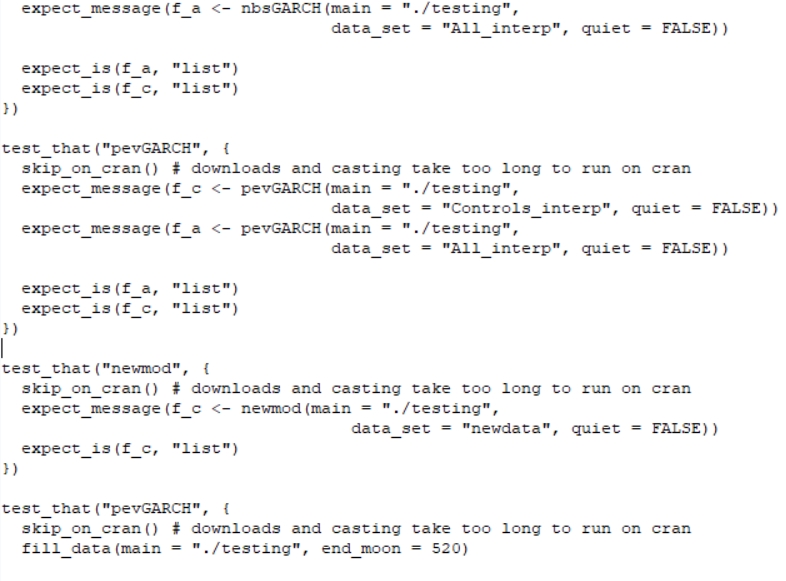 expect_message(f_a <- nbsGARCH(main = "./testing",
                                 data_set = "All_interp", quiet = FALSE))

  expect_is(f_a, "list")
  expect_is(f_c, "list")
})

test_that("pevGARCH", {
  skip_on_cran() # downloads and casting take too long to run on cran
  expect_message(f_c <- pevGARCH(main = "./testing",
                                 data_set = "Controls_interp", quiet = FALSE))
  expect_message(f_a <- pevGARCH(main = "./testing",
                                 data_set = "All_interp", quiet = FALSE))

  expect_is(f_a, "list")
  expect_is(f_c, "list")
})

test_that("newmod", {
  skip_on_cran() # downloads and casting take too long to run on cran
  expect_message(f_c <- newmod(main = "./testing",
                                   data_set = "newdata", quiet = FALSE))
  expect_is(f_c, "list")
})

test_that("pevGARCH", {
  skip_on_cran() # downloads and casting take too long to run on cran
  fill_data(main = "./testing", end_moon = 520)